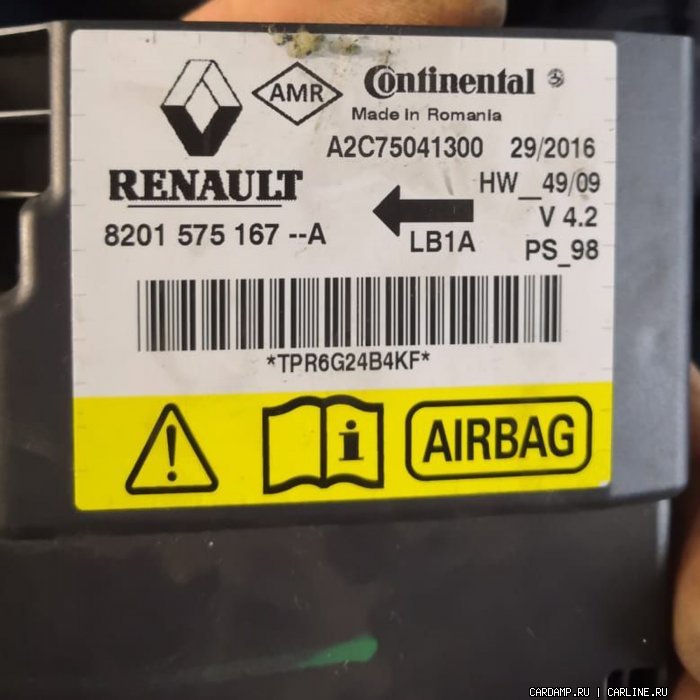 AMR
Continental
Made in Romania
A2C75041300 29/2016
RENAULT
HW__49/09
8201 575 167 --A
LB1A
V 4.2
PS_98
*TPR6G24B4KF*
i
AIRBAG
CARDAMP.RU | CARLINE.RU